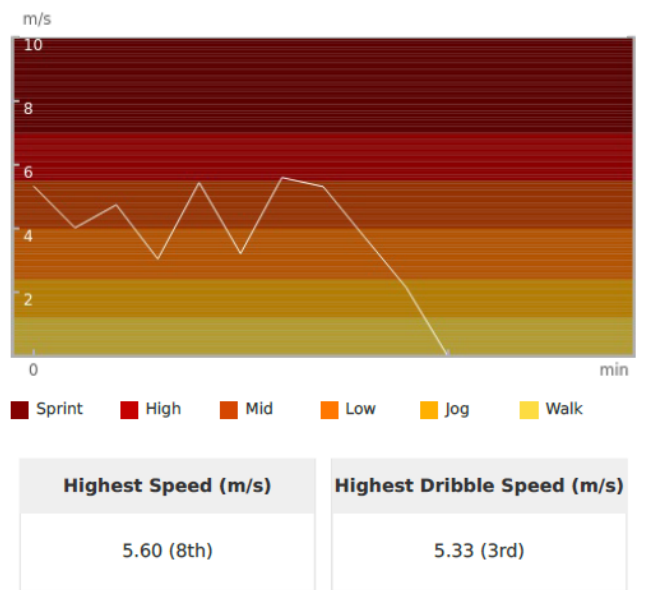 m/s
10
8
6
4
2
0 min
Sprint High Mid Low Jog Walk
Highest Speed (m/s) Highest Dribble Speed (m/s)
5.60 (8th) 5.33 (3rd)